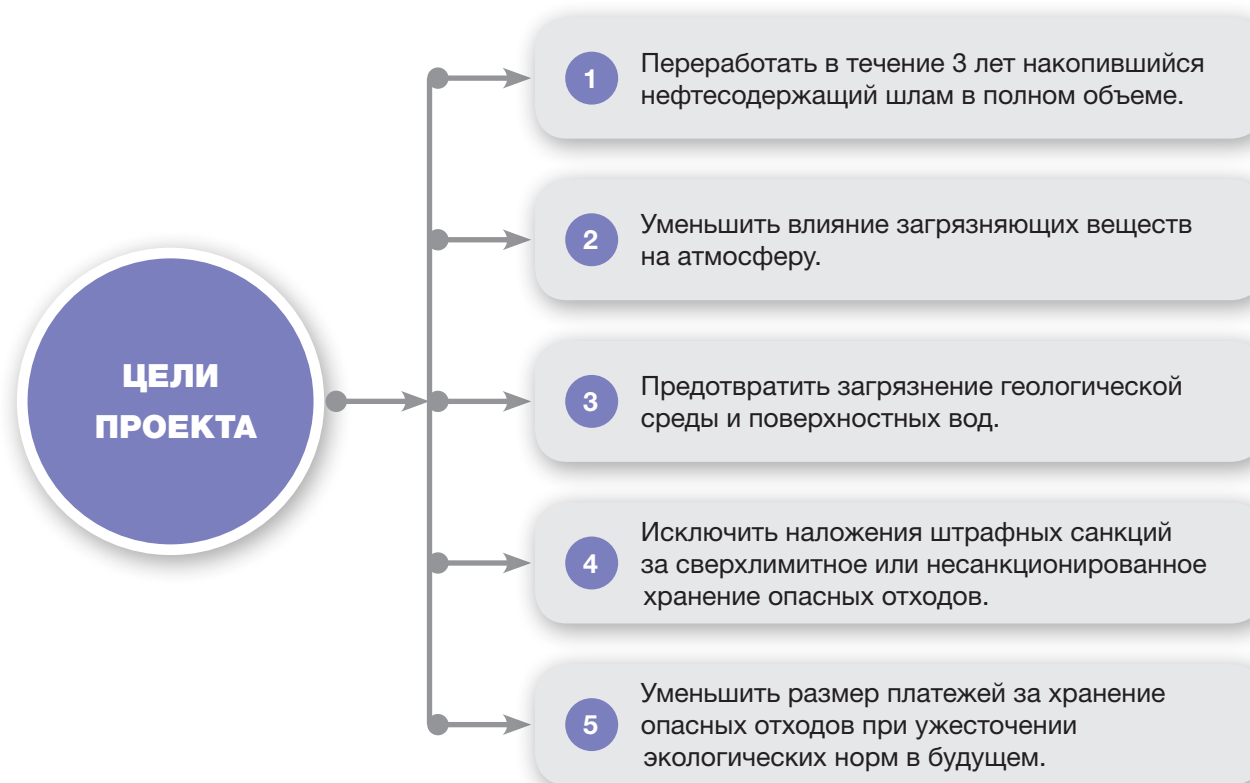 ЦЕЛИ
ПРОЕКТА
1
Переработать в течение 3 лет накопившийся
нефтесодержащий шлам в полном объеме.
2
Уменьшить влияние загрязняющих веществ
на атмосферу.
3
Предотвратить загрязнение геологической
среды и поверхностных вод.
4
Исключить наложения штрафных санкций
за сверхлимитное или несанкционированное
хранение опасных отходов.
5
Уменьшить размер платежей за хранение
опасных отходов при ужесточении
экологических норм в будущем.